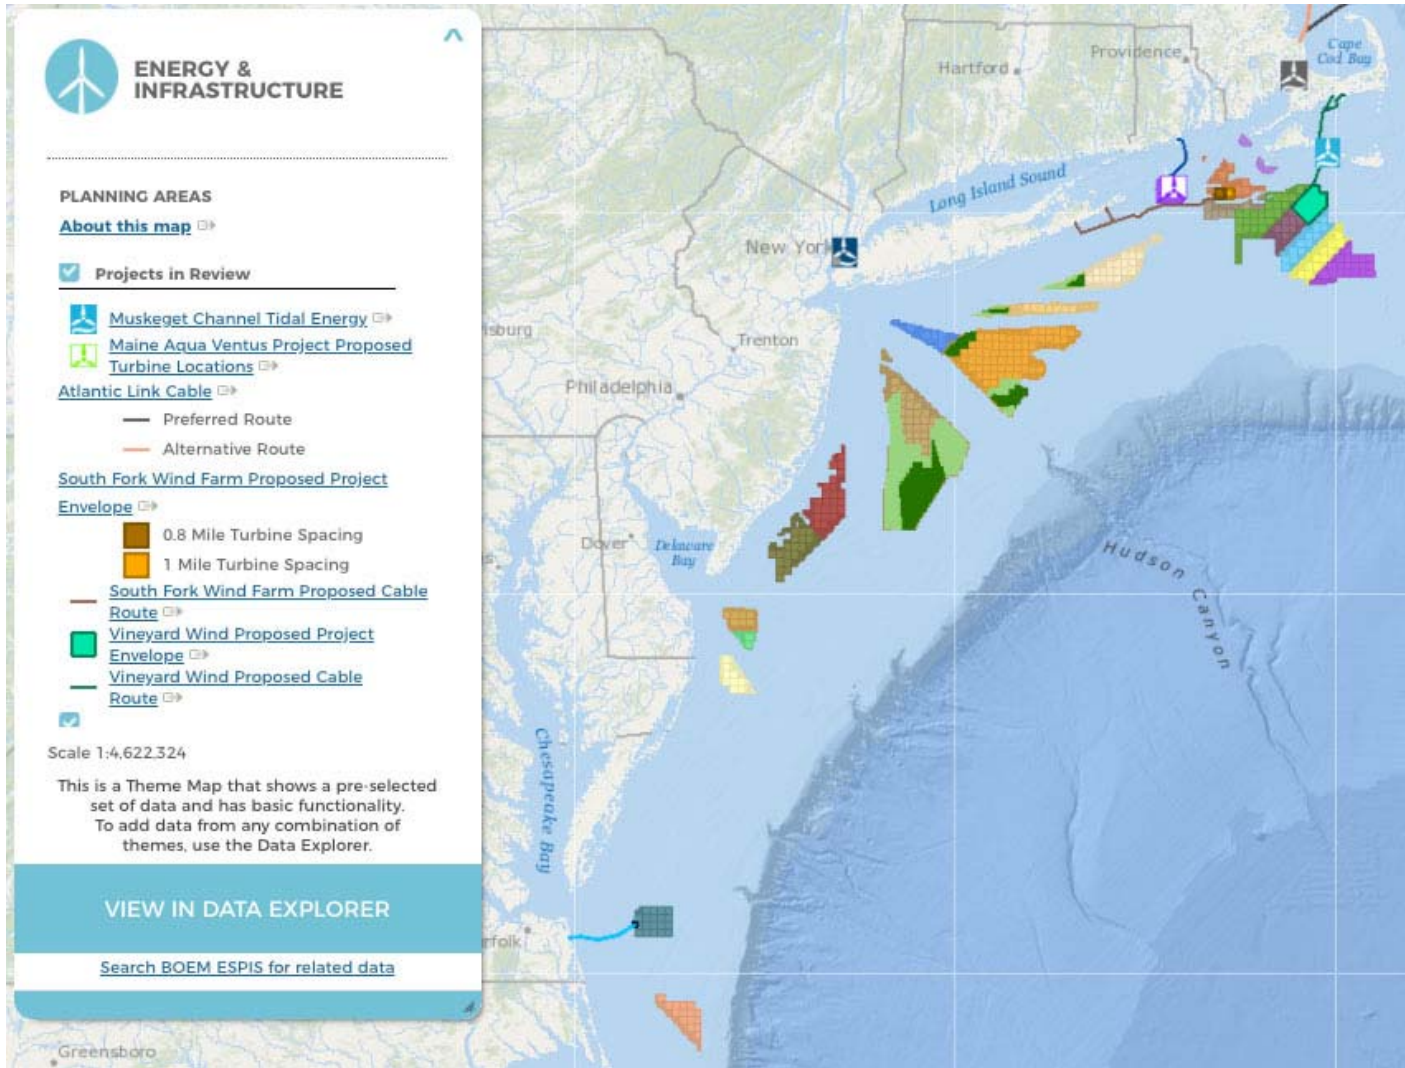 ENERGY &
INFRASTRUCTURE
PLANNING AREAS
About this map
Projects in Review
Muskeget Channel Tidal Energy
Maine Aqua Ventus Project Proposed
Turbine Locations
Atlantic Link Cable
Preferred Route
Alternative Route
South Fork Wind Farm Proposed Project
Envelope
0.8 Mile Turbine Spacing
1 Mile Turbine Spacing
South Fork Wind Farm Proposed Cable
Route
Vineyard Wind Proposed Project
Envelope
Vineyard Wind Proposed Cable
Route
Scale 1:4,622,324
This is a Theme Map that shows a pre-selected
set of data and has basic functionality.
To add data from any combination of
themes, use the Data Explorer.
VIEW IN DATA EXPLORER
Search BOEM ESPIS for related data
Cape
Cod Bay
Providence
Hartford
Long Island Sound
New York
isburg
Trenton
Philadelphia
Dover
Delaware
Bay
Hudson Canyon
Chesapeake Bay
rfolk
Greensboro